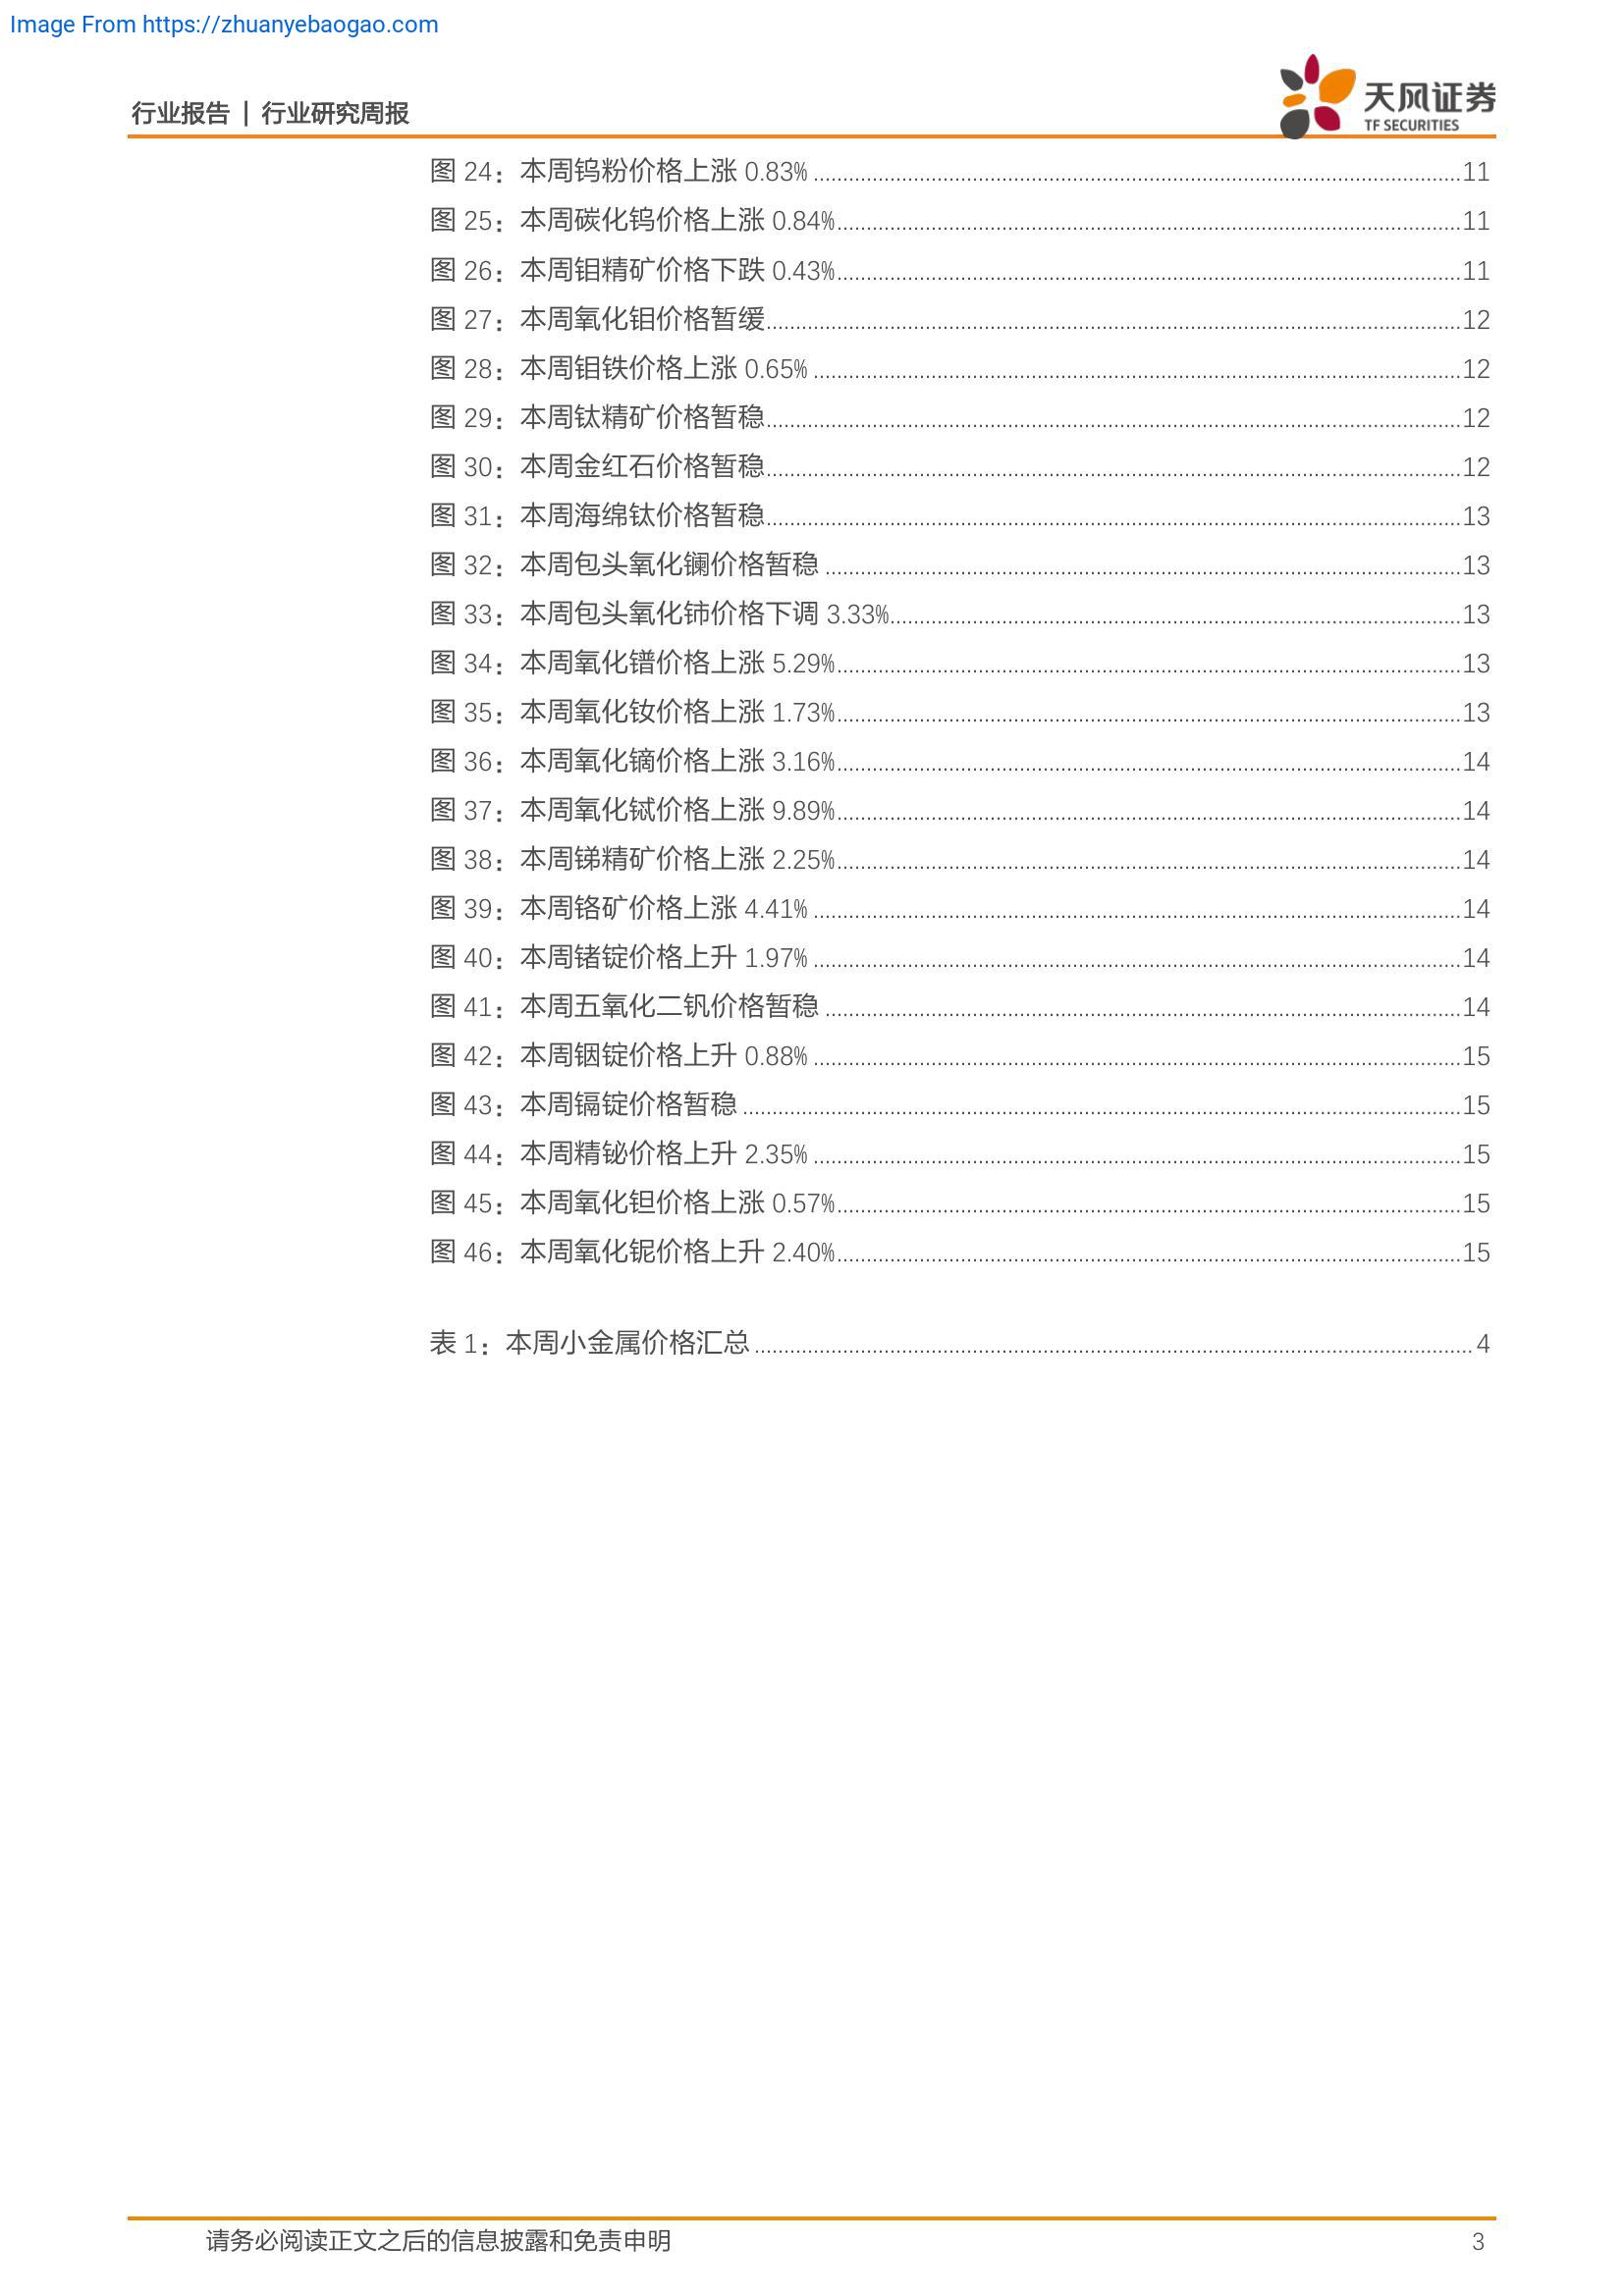 Image From https://zhuanyebaogao.com
行业报告 | 行业研究周报
天风证券
TF SECURITIES
图 24：本周钨粉价格上涨 0.83% 11
图 25：本周碳化钨价格上涨 0.84% 11
图 26：本周钼精矿价格下跌 0.43% 11
图 27：本周氧化钼价格暂缓 12
图 28：本周钼铁价格上涨 0.65% 12
图 29：本周钛精矿价格暂稳 12
图 30：本周金红石价格暂稳 12
图 31：本周海绵钛价格暂稳 13
图 32：本周包头氧化镧价格暂稳 13
图 33：本周包头氧化铈价格下调 3.33% 13
图 34：本周氧化镨价格上涨 5.29% 13
图 35：本周氧化钕价格上涨 1.73% 13
图 36：本周氧化镝价格上涨 3.16% 14
图 37：本周氧化铽价格上涨 9.89% 14
图 38：本周锑精矿价格上涨 2.25% 14
图 39：本周铬矿价格上涨 4.41% 14
图 40：本周锗锭价格上升 1.97% 14
图 41：本周五氧化二钒价格暂稳 14
图 42：本周铟锭价格上升 0.88% 15
图 43：本周镉锭价格暂稳 15
图 44：本周精铋价格上升 2.35% 15
图 45：本周氧化钽价格上涨 0.57% 15
图 46：本周氧化铌价格上升 2.40% 15
表 1：本周小金属价格汇总 4
请务必阅读正文之后的信息披露和免责申明 3